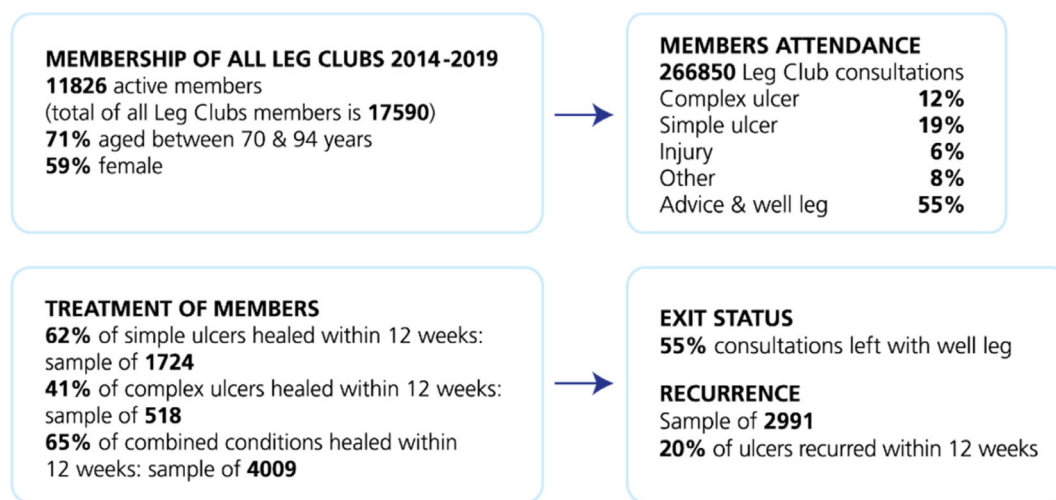 MEMBERSHIP OF ALL LEG CLUBS 2014-2019
11826 active members
(total of all Leg Clubs members is 17590)
71% aged between 70 & 94 years
59% female
MEMBERS ATTENDANCE
266850 Leg Club consultations
Complex ulcer 12%
Simple ulcer 19%
Injury 6%
Other 8%
Advice & well leg 55%
TREATMENT OF MEMBERS
62% of simple ulcers healed within 12 weeks:
sample of 1724
41% of complex ulcers healed within 12 weeks:
sample of 518
65% of combined conditions healed within
12 weeks: sample of 4009
EXIT STATUS
55% consultations left with well leg
RECURRENCE
Sample of 2991
20% of ulcers recurred within 12 weeks